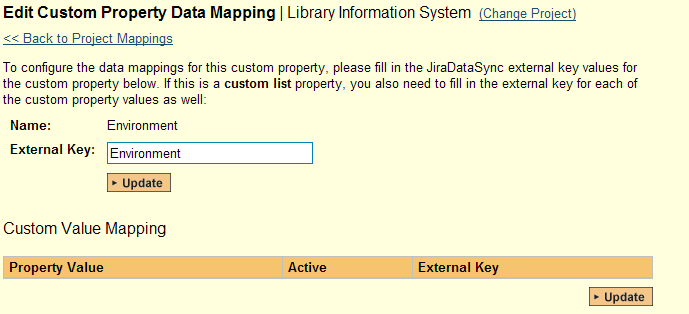 Edit Custom Property Data Mapping | Library Information System (Change Project)
<< Back to Project Mappings
To configure the data mappings for this custom property, please fill in the JiraDataSync external key values for
the custom property below. If this is a custom list property, you also need to fill in the external key for each of
the custom property values as well:
Name: Environment
External Key: Environment
Update
Custom Value Mapping
Property Value Active External Key
Update